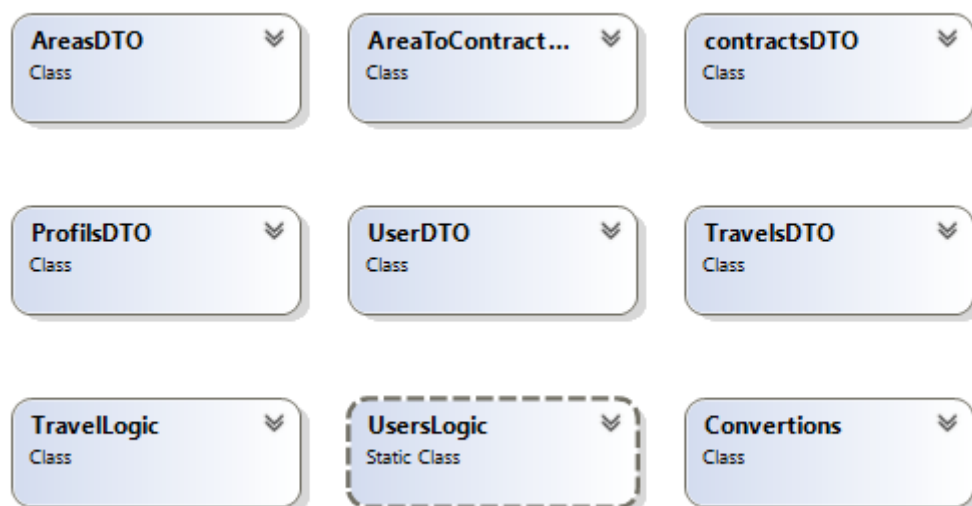 AreasDTO
Class
AreaToContract...
Class
contractsDTO
Class
ProfilsDTO
Class
UserDTO
Class
TravelsDTO
Class
TravelLogic
Class
UsersLogic
Static Class
Convertions
Class